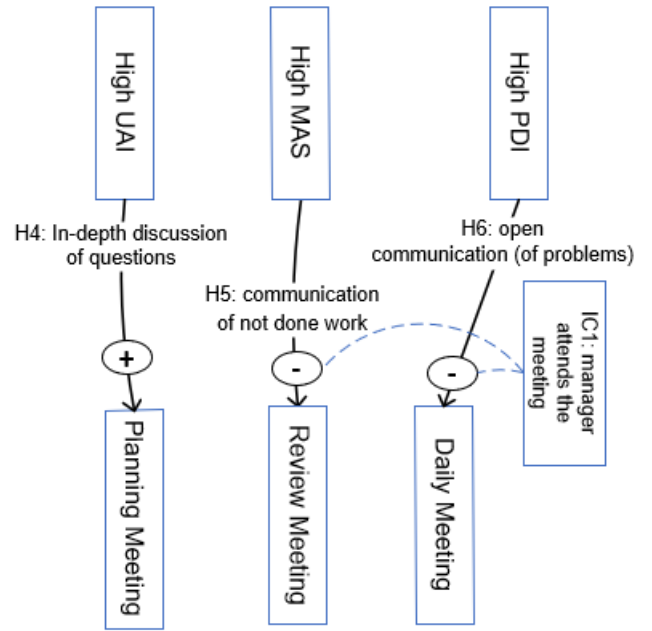 High UAI
High MAS
High PDI
H4: In-depth discussion
of questions
H5: communication
of not done work
H6: open
communication (of problems)
IC1: manager
attends the
meeting
+
-
-
Planning Meeting
Review Meeting
Daily Meeting